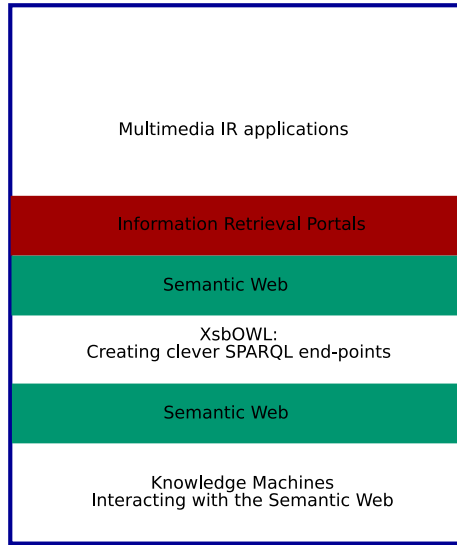 Multimedia IR applications
Information Retrieval Portals
Semantic Web
XsbOWL:
Creating clever SPARQL end-points
Semantic Web
Knowledge Machines
Interacting with the Semantic Web